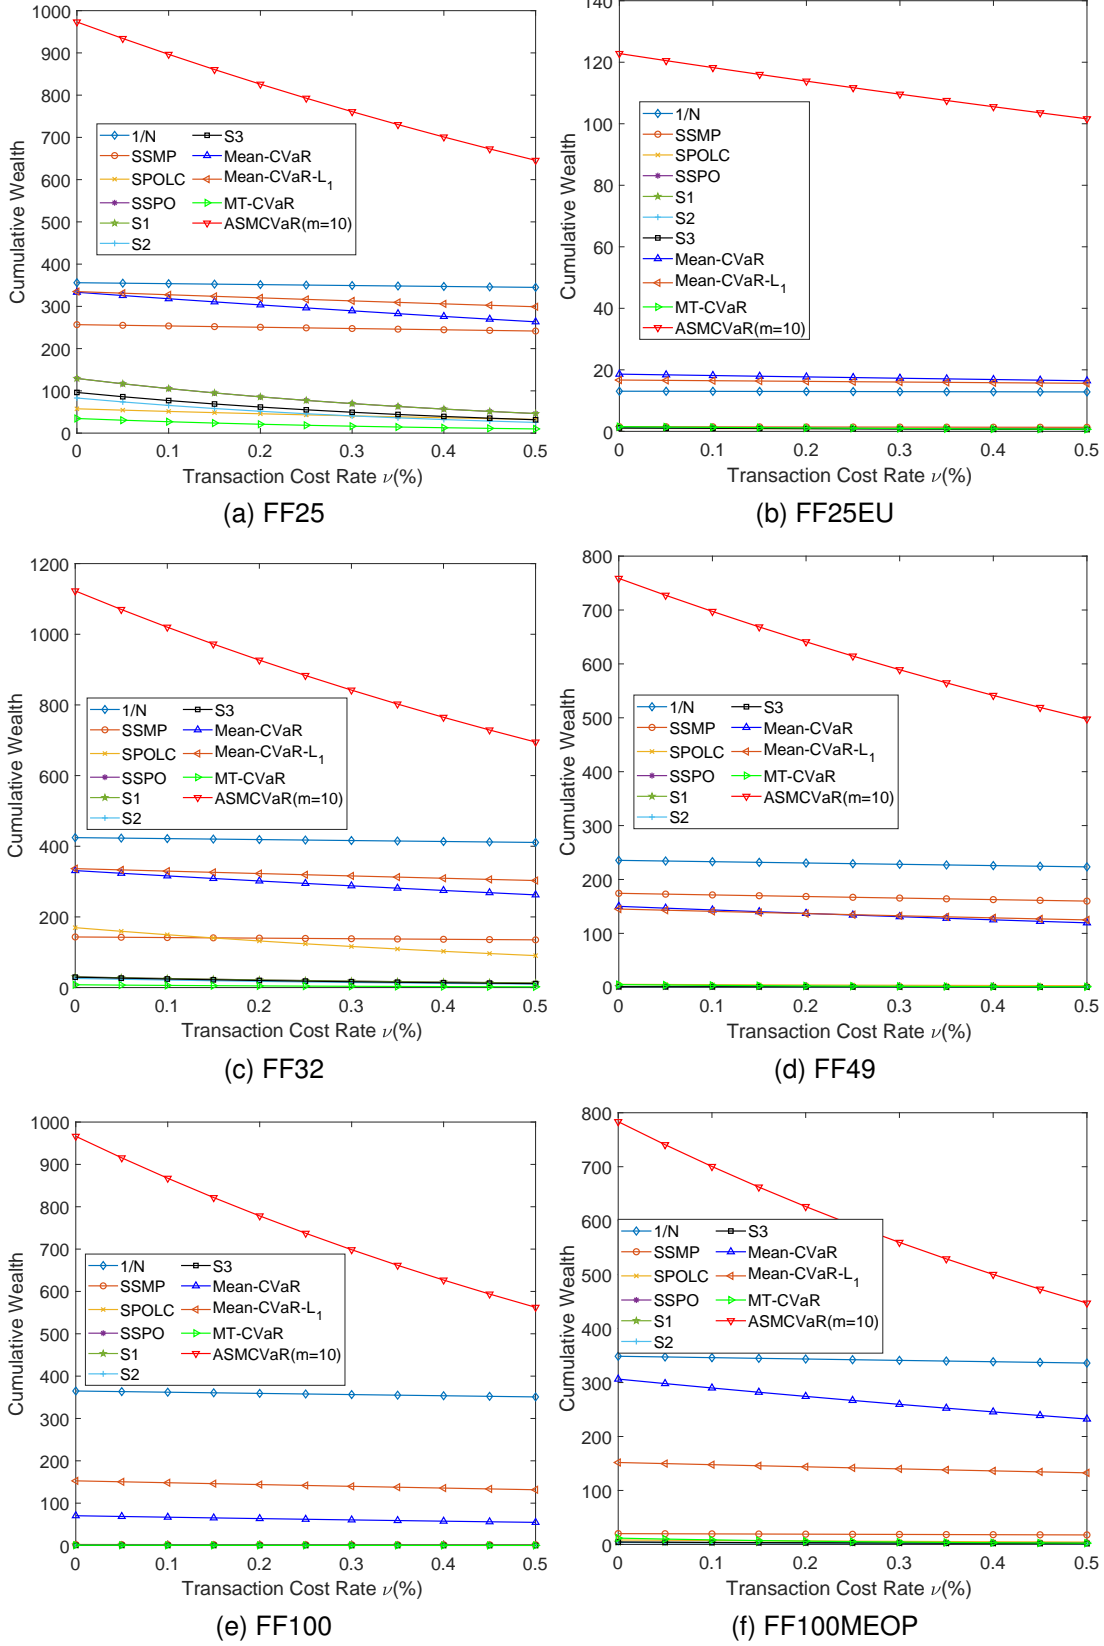 1000
900
800
700
600
500
400
300
200
100
0
Cumulative Wealth
1/N
SSMP
SPOLC
SSPO
S1
S2
S3
Mean-CVaR
Mean-CVaR-L1
MT-CVaR
ASMCVaR(m=10)
0 0.1 0.2 0.3 0.4 0.5
Transaction Cost Rate ν(%)
(a) FF25
140
120
100
80
60
40
20
0
Cumulative Wealth
1/N
SSMP
SPOLC
SSPO
S1
S2
S3
Mean-CVaR
Mean-CVaR-L1
MT-CVaR
ASMCVaR(m=10)
0 0.1 0.2 0.3 0.4 0.5
Transaction Cost Rate ν(%)
(b) FF25EU
1200
1000
800
600
400
200
0
Cumulative Wealth
1/N
SSMP
SPOLC
SSPO
S1
S2
S3
Mean-CVaR
Mean-CVaR-L1
MT-CVaR
ASMCVaR(m=10)
0 0.1 0.2 0.3 0.4 0.5
Transaction Cost Rate ν(%)
(c) FF32
800
700
600
500
400
300
200
100
0
Cumulative Wealth
1/N
SSMP
SPOLC
SSPO
S1
S2
S3
Mean-CVaR
Mean-CVaR-L1
MT-CVaR
ASMCVaR(m=10)
0 0.1 0.2 0.3 0.4 0.5
Transaction Cost Rate ν(%)
(d) FF49
1000
900
800
700
600
500
400
300
200
100
0
Cumulative Wealth
1/N
SSMP
SPOLC
SSPO
S1
S2
S3
Mean-CVaR
Mean-CVaR-L1
MT-CVaR
ASMCVaR(m=10)
0 0.1 0.2 0.3 0.4 0.5
Transaction Cost Rate ν(%)
(e) FF100
800
700
600
500
400
300
200
100
0
Cumulative Wealth
1/N
SSMP
SPOLC
SSPO
S1
S2
S3
Mean-CVaR
Mean-CVaR-L1
MT-CVaR
ASMCVaR(m=10)
0 0.1 0.2 0.3 0.4 0.5
Transaction Cost Rate ν(%)
(f) FF100MEOP